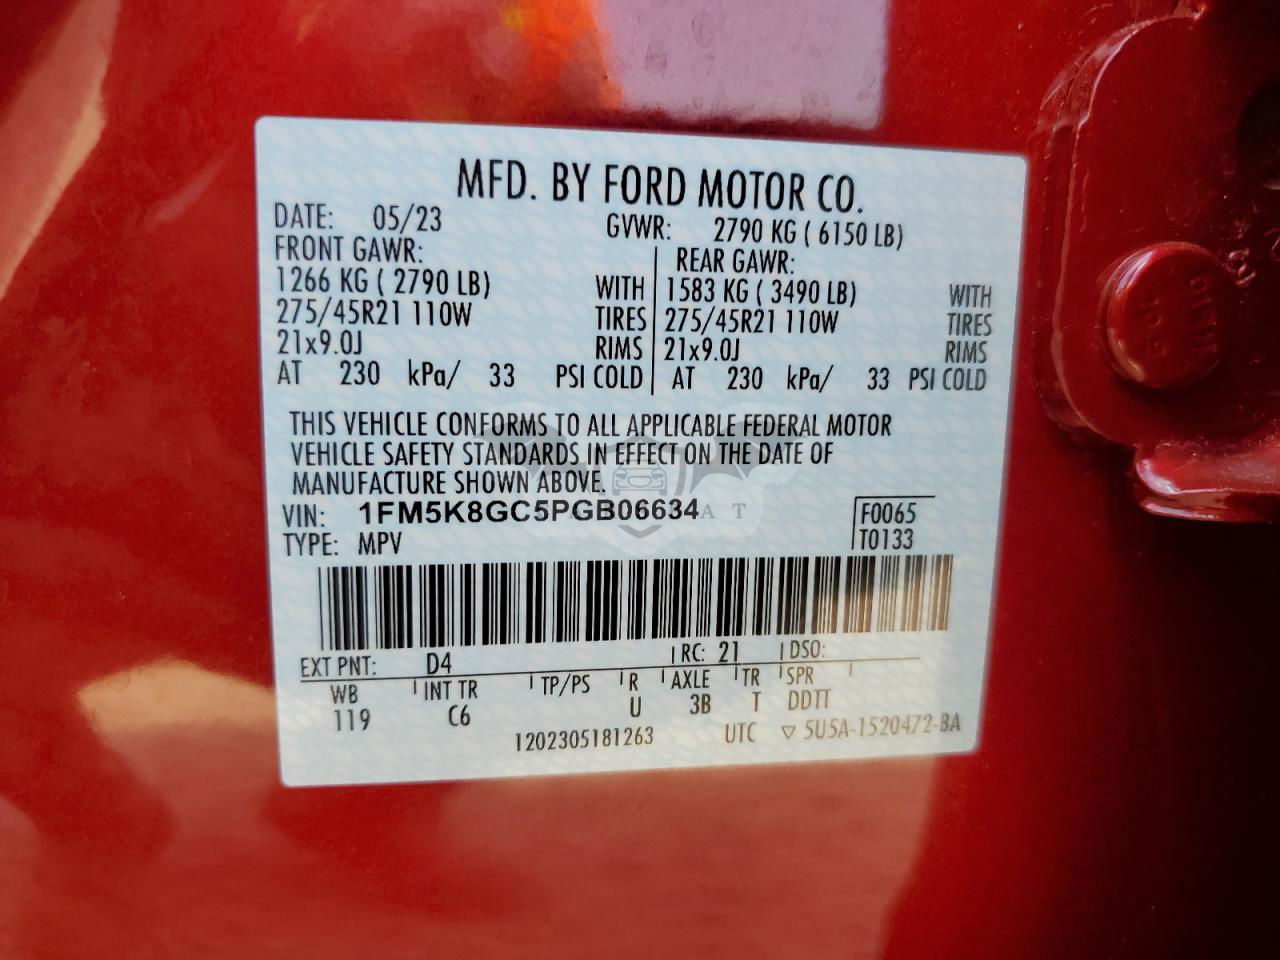 MFD. BY FORD MOTOR CO.
DATE: 05/23 GVWR: 2790 KG ( 6150 LB)
FRONT GAWR: REAR GAWR:
1266 KG ( 2790 LB) WITH 1583 KG ( 3490 LB) WITH
275/45R21 110W TIRES 275/45R21 110W TIRES
21x9.0J RIMS 21x9.0J RIMS
AT 230 kPa/ 33 PSI COLD AT 230 kPa/ 33 PSI COLD
THIS VEHICLE CONFORMS TO ALL APPLICABLE FEDERAL MOTOR
VEHICLE SAFETY STANDARDS IN EFFECT ON THE DATE OF
MANUFACTURE SHOWN ABOVE.
VIN: 1FM5K8GC5PGB06634 F0065
TYPE: MPV T0133
EXT PNT: D4 RC: 21 DSO:
WB INT TR TP/PS R AXLE TR SPR
119 C6 U 3B T DDTT
1202305181263 UTC ▽ 5U5A-1520472-BA